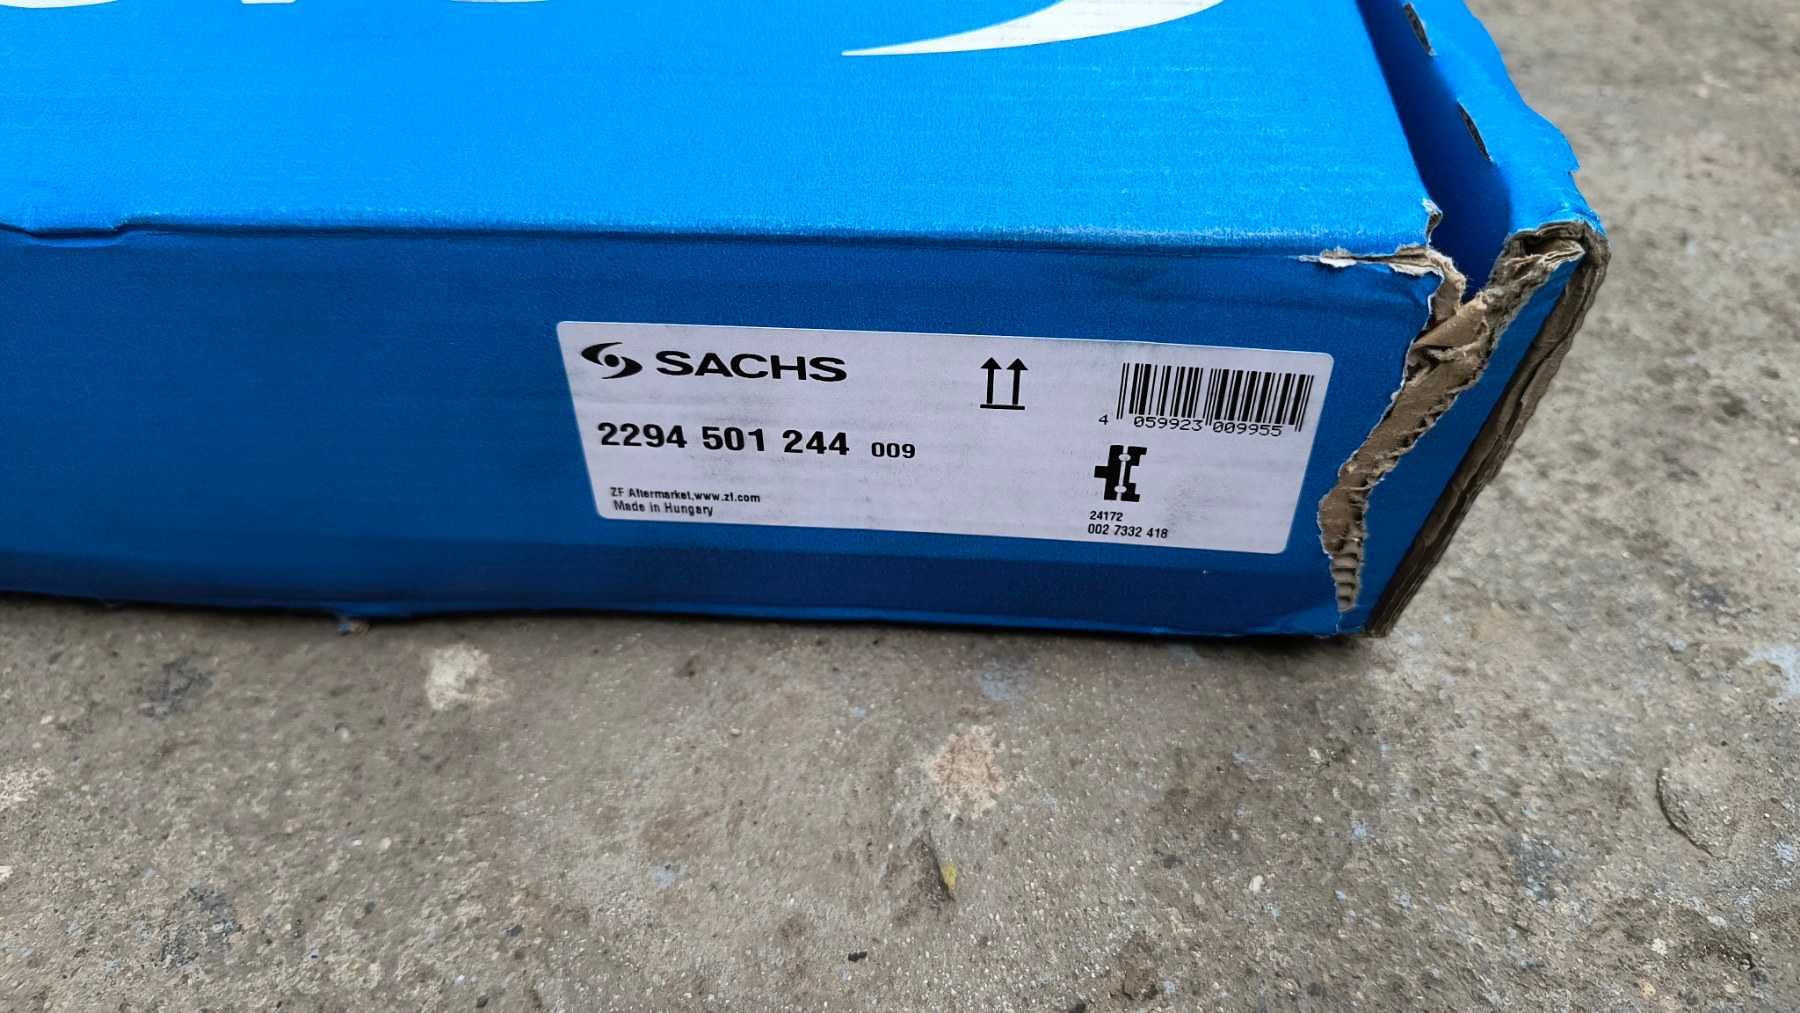 SACHS
2294 501 244 009
4 059923 009955
ZF Aftermarket,www.zf.com
Made in Hungary
24172
002 7332 418